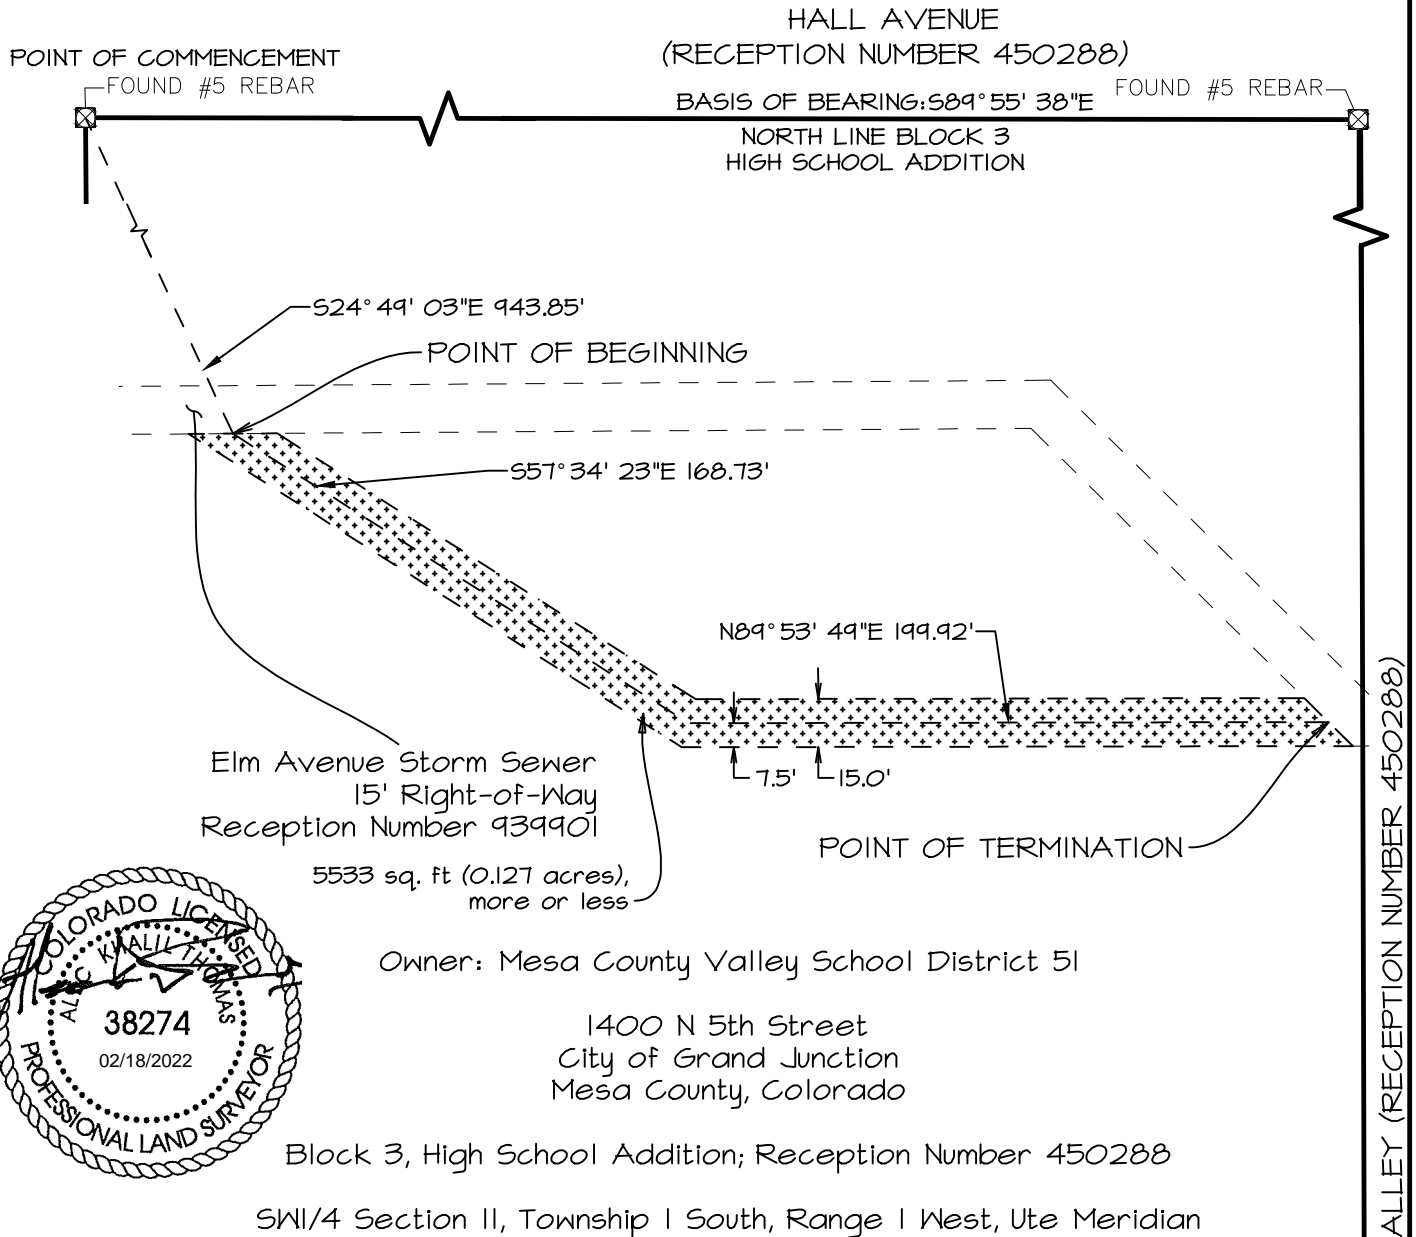 HALL AVENUE
(RECEPTION NUMBER 450288)
POINT OF COMMENCEMENT
FOUND #5 REBAR
FOUND #5 REBAR
BASIS OF BEARING:S89°55' 38"E
NORTH LINE BLOCK 3
HIGH SCHOOL ADDITION
S24°49' 03"E 943.85'
POINT OF BEGINNING
S57°34' 23"E 168.73'
N89°53' 49"E 199.92'
Elm Avenue Storm Sewer
15' Right-of-Way
Reception Number 939901
7.5'
15.0'
POINT OF TERMINATION
5533 sq. ft (0.127 acres),
more or less
ALLEY (RECEPTION NUMBER 450288)
COLORADO LICENSED
ALEC KHALIL THOMAS
38274
02/18/2022
PROFESSIONAL LAND SURVEYOR
Owner: Mesa County Valley School District 51
1400 N 5th Street
City of Grand Junction
Mesa County, Colorado
Block 3, High School Addition; Reception Number 450288
SW1/4 Section 11, Township 1 South, Range 1 West, Ute Meridian